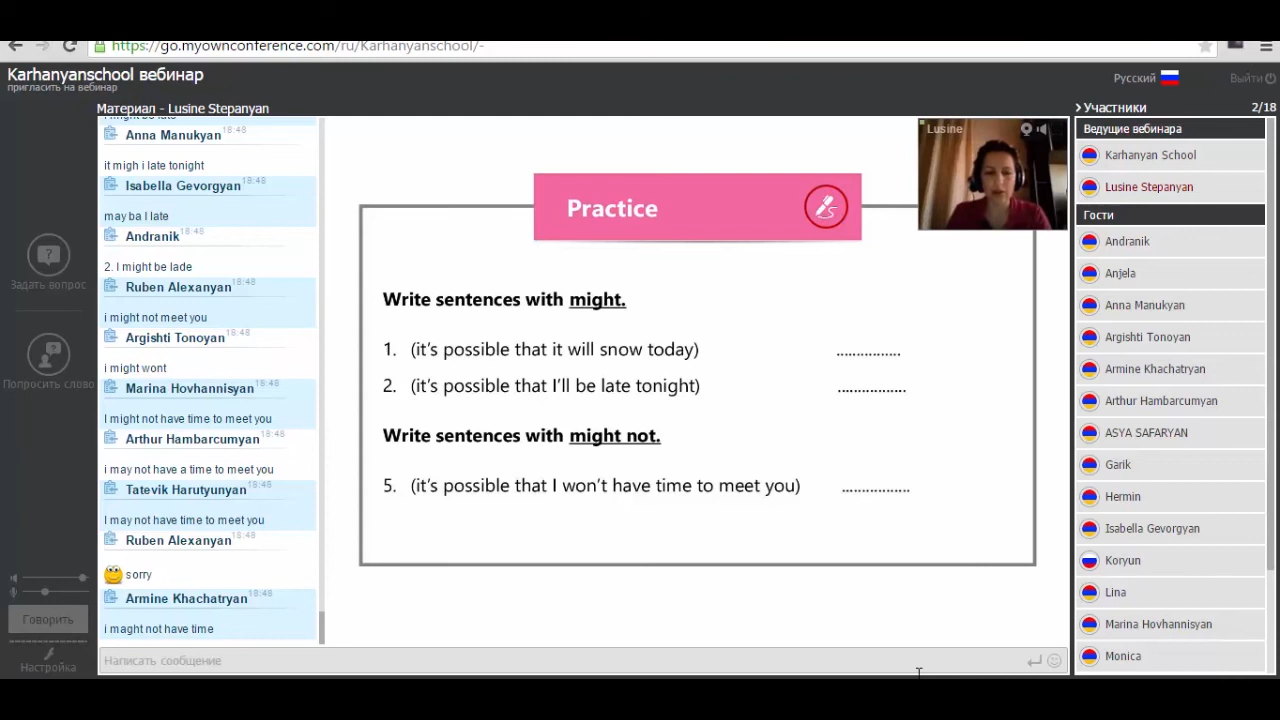 https://go.myownconference.com/ru/Karhanyanschool/-
Karhanyanschool вебинар
пригласить на вебинар
Русский
Выйти
Материал - Lusine Stepanyan
Участники 2/18
i might be late
Anna Manukyan 18:48
it migh i late tonight
Isabella Gevorgyan 18:48
may ba I late
Andranik 18:48
2. I might be lade
Ruben Alexanyan 18:48
i might not meet you
Argishti Tonoyan 18:48
i might wont
Marina Hovhannisyan 18:48
I might not have time to meet you
Arthur Hambarcumyan 18:48
i may not have a time to meet you
Tatevik Harutyunyan 18:48
I may not have time to meet you
Ruben Alexanyan 18:48
sorry
Armine Khachatryan 18:48
i maght not have time
Написать сообщение
Задать вопрос
Попросить слово
Говорить
Настройка
Lusine
Practice
Write sentences with might.
1. (it’s possible that it will snow today) ...............
2. (it’s possible that I’ll be late tonight) ................
Write sentences with might not.
5. (it’s possible that I won’t have time to meet you) ................
Ведущие вебинара
Karhanyan School
Lusine Stepanyan
Гости
Andranik
Anjela
Anna Manukyan
Argishti Tonoyan
Armine Khachatryan
Arthur Hambarcumyan
ASYA SAFARYAN
Garik
Hermin
Isabella Gevorgyan
Koryun
Lina
Marina Hovhannisyan
Monica